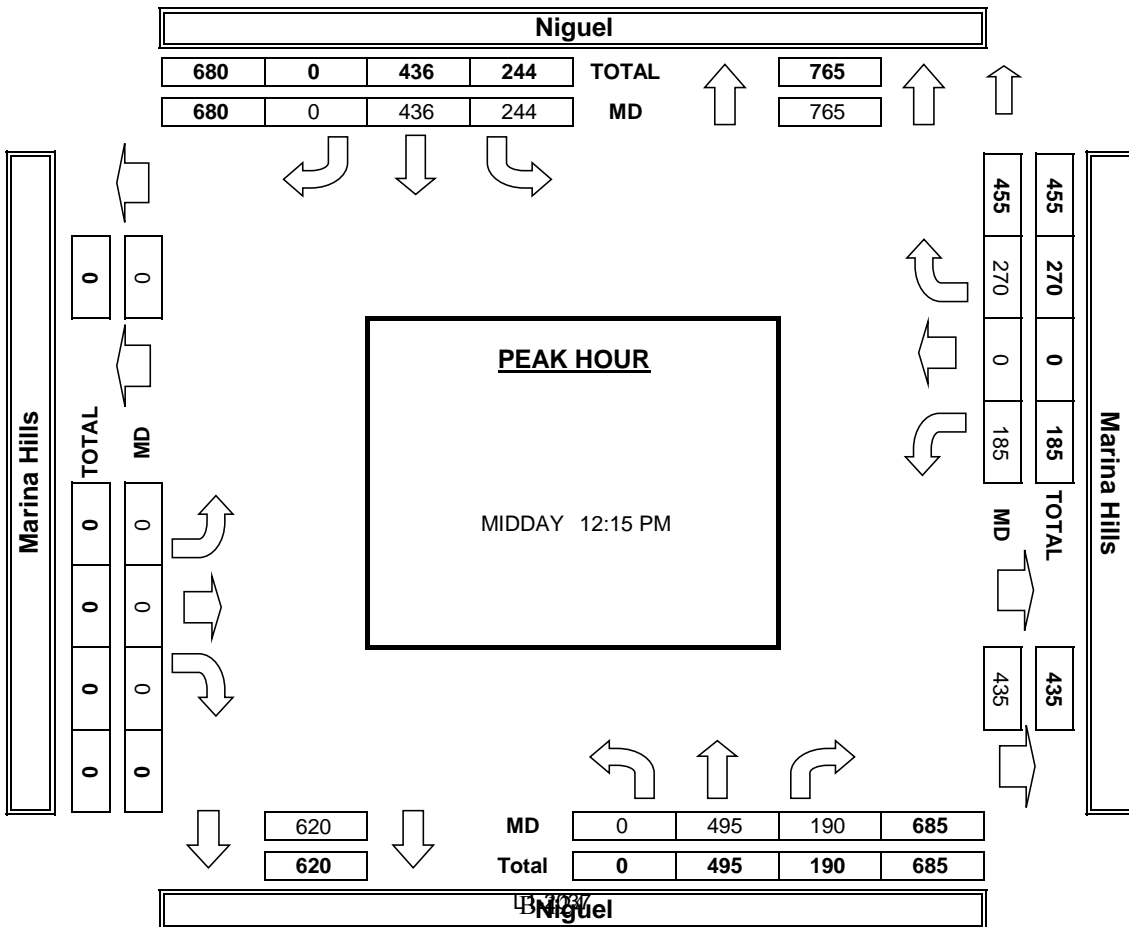 Niguel
680 0 436 244 TOTAL 765
680 0 436 244 MD 765
Marina Hills
TOTAL 0 0 0 0 0
MD 0 0 0 0 0
PEAK HOUR
MIDDAY 12:15 PM
455 270 0 185 MD 435
455 270 0 185 TOTAL 435
Marina Hills
620 MD 0 495 190 685
620 Total 0 495 190 685
Niguel